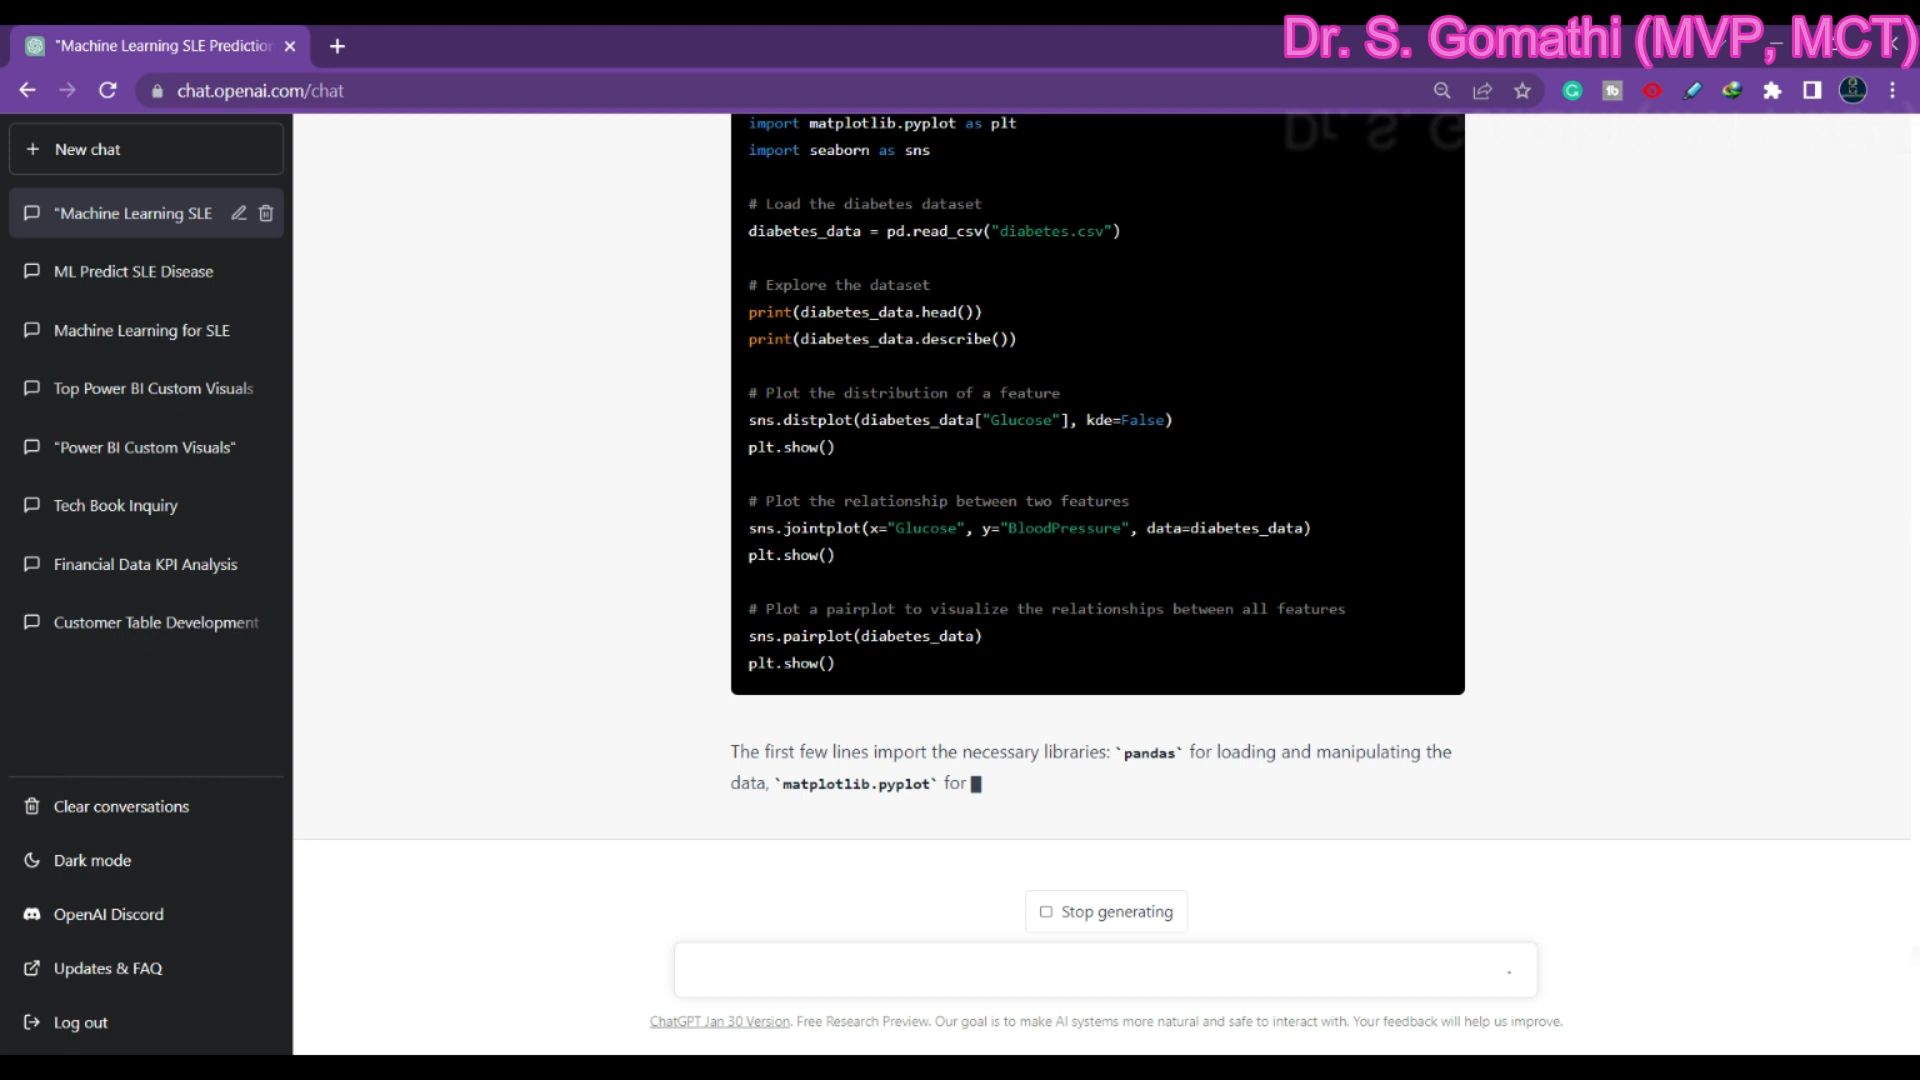 Dr. S. Gomathi (MVP, MCT)
"Machine Learning SLE Prediction
chat.openai.com/chat
New chat
"Machine Learning SLE
ML Predict SLE Disease
Machine Learning for SLE
Top Power BI Custom Visuals
"Power BI Custom Visuals"
Tech Book Inquiry
Financial Data KPI Analysis
Customer Table Development
Clear conversations
Dark mode
OpenAI Discord
Updates & FAQ
Log out
import matplotlib.pyplot as plt
import seaborn as sns
# Load the diabetes dataset
diabetes_data = pd.read_csv("diabetes.csv")
# Explore the dataset
print(diabetes_data.head())
print(diabetes_data.describe())
# Plot the distribution of a feature
sns.distplot(diabetes_data["Glucose"], kde=False)
plt.show()
# Plot the relationship between two features
sns.jointplot(x="Glucose", y="BloodPressure", data=diabetes_data)
plt.show()
# Plot a pairplot to visualize the relationships between all features
sns.pairplot(diabetes_data)
plt.show()
The first few lines import the necessary libraries: `pandas` for loading and manipulating the
data, `matplotlib.pyplot` for
Stop generating
ChatGPT Jan 30 Version. Free Research Preview. Our goal is to make AI systems more natural and safe to interact with. Your feedback will help us improve.